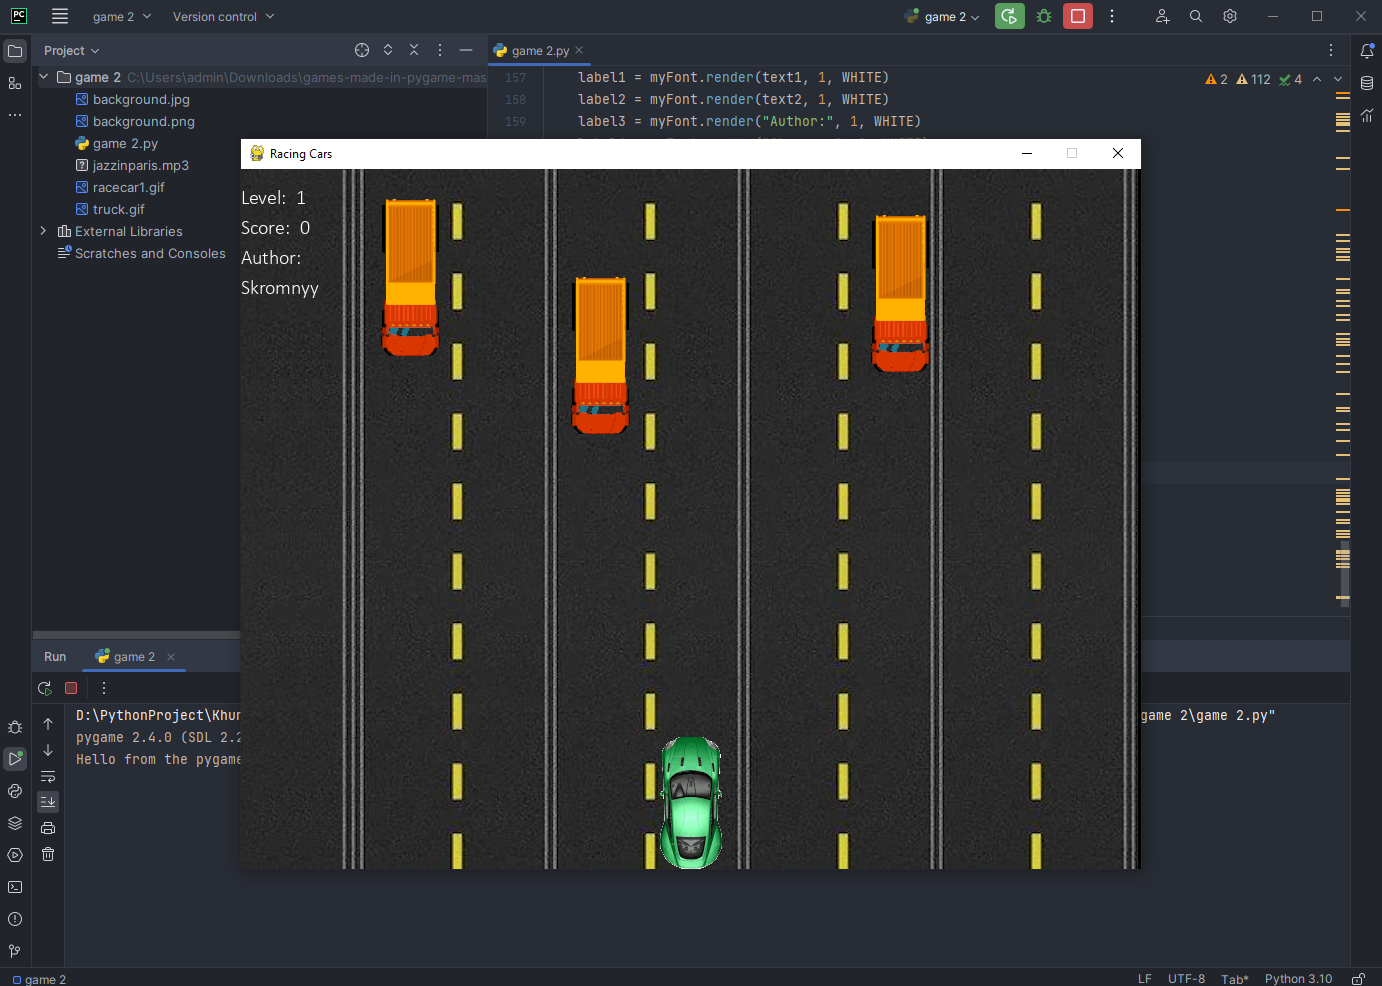 PC
game 2
Version control
game 2
Project
game 2.py
game 2 C:\Users\admin\Downloads\games-made-in-pygame-mas
background.jpg
background.png
game 2.py
jazzinparis.mp3
racecar1.gif
truck.gif
External Libraries
Scratches and Consoles
157 label1 = myFont.render(text1, 1, WHITE)
158 label2 = myFont.render(text2, 1, WHITE)
159 label3 = myFont.render("Author:", 1, WHITE)
2 112 4
Racing Cars
Level: 1
Score: 0
Author:
Skromnyy
Run game 2
D:\PythonProject\Khur game 2\game 2.py"
pygame 2.4.0 (SDL 2.2
Hello from the pygame
game 2
LF UTF-8 Tab* Python 3.10